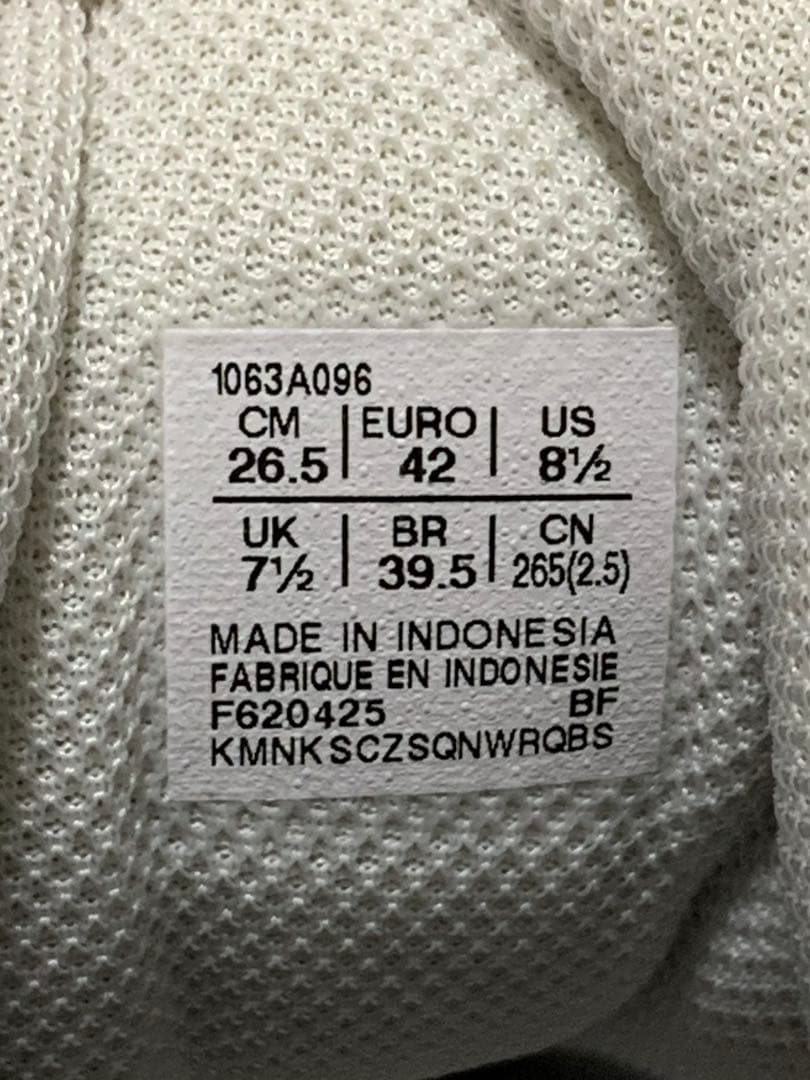 1063A096
CM | EURO | US
26.5 | 42 | 8½
UK | BR | CN
7½ | 39.5 | 265(2.5)
MADE IN INDONESIA
FABRIQUE EN INDONESIE
F620425 BF
KMNKSCZSQNWRQBS